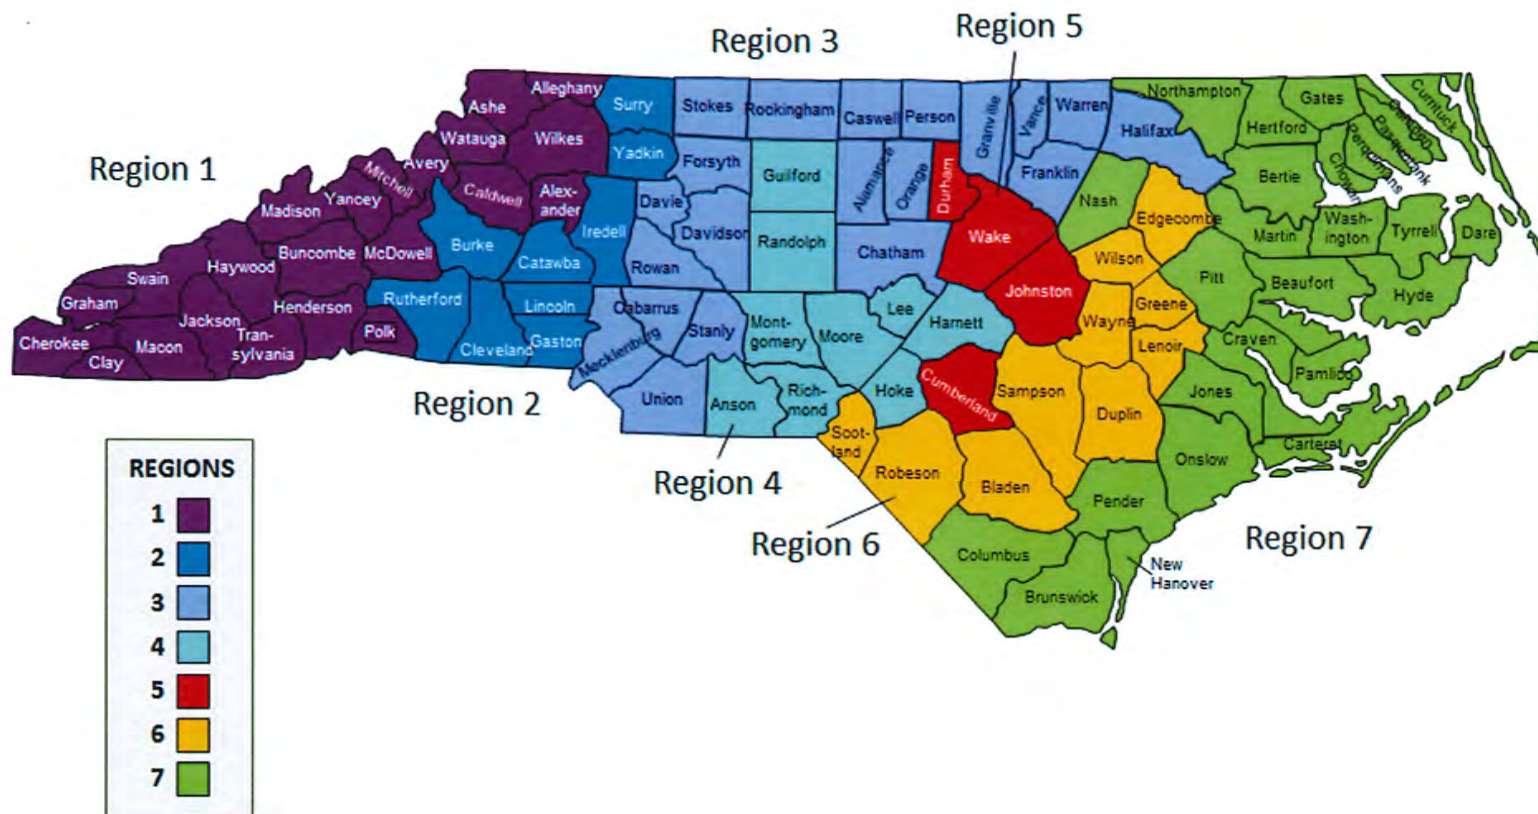 Region 5
Region 3
Region 1
Alleghany
Ashe
Surry
Stokes
Rockingham
Caswell
Person
Granville
Vance
Warren
Northampton
Gates
Currituck
Halifax
Hertford
Pasquotank
Perquimans
Chowan
Watauga
Wilkes
Yadkin
Forsyth
Guilford
Alamance
Orange
Durham
Franklin
Nash
Edgecombe
Bertie
Avery
Mitchell
Caldwell
Alex-
ander
Iredell
Davie
Davidson
Randolph
Chatham
Wake
Wilson
Martin
Wash-
ington
Tyrrell
Dare
Madison
Yancey
Buncombe
McDowell
Burke
Catawba
Rowan
Johnston
Pitt
Beaufort
Hyde
Swain
Haywood
Graham
Jackson
Henderson
Rutherford
Lincoln
Cabarrus
Stanly
Mont-
gomery
Moore
Lee
Harnett
Wayne
Greene
Lenoir
Craven
Pamlico
Cherokee
Clay
Macon
Tran-
sylvania
Polk
Cleveland
Gaston
Mecklenburg
Union
Anson
Rich-
mond
Hoke
Cumberland
Sampson
Duplin
Jones
Carteret
Onslow
Region 2
Scot-
land
Robeson
Bladen
Pender
Region 4
Region 6
Region 7
Columbus
Brunswick
New
Hanover
REGIONS
1
2
3
4
5
6
7